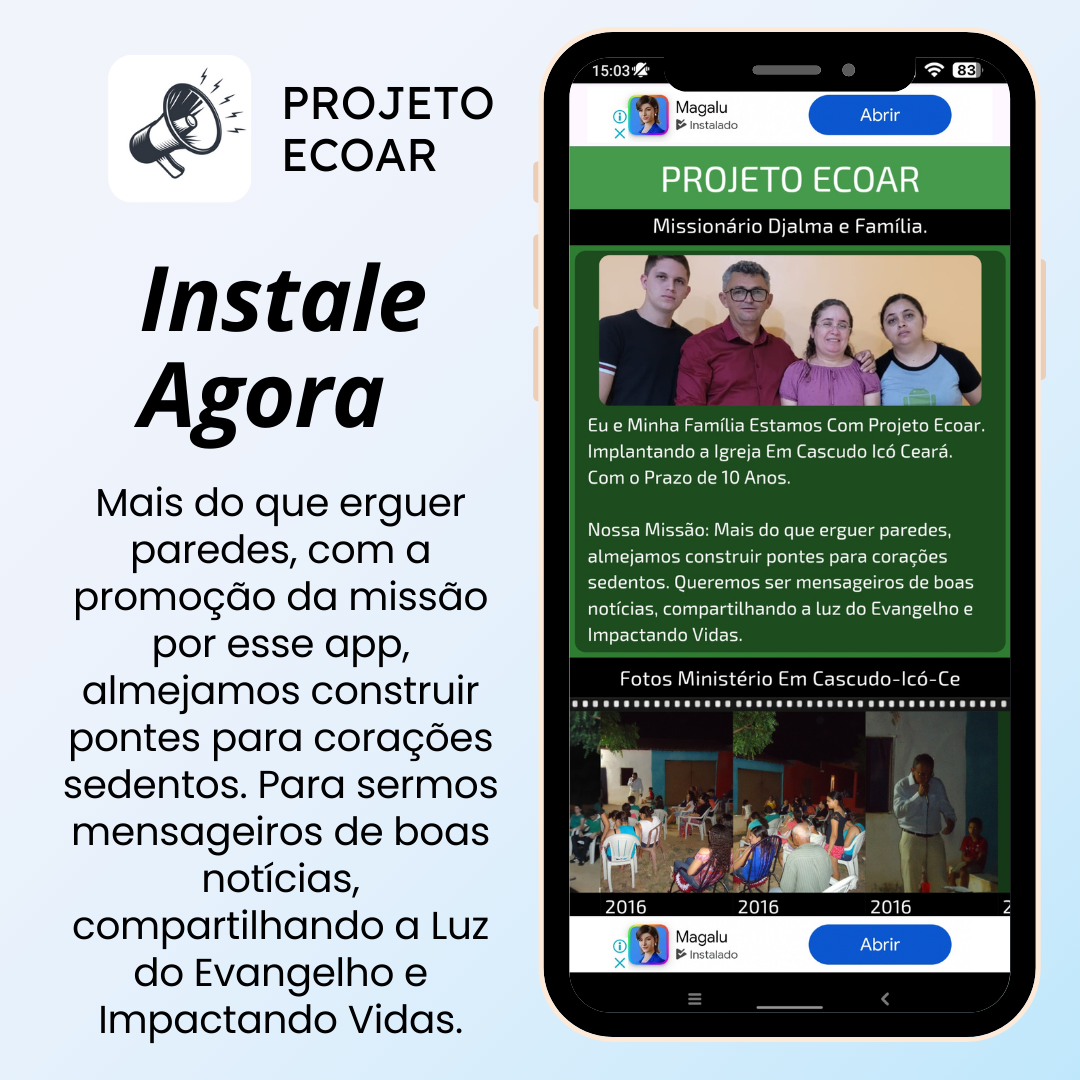 PROJETO
ECOAR
Instale
Agora
Mais do que erguer
paredes, com a
promoção da missão
por esse app,
almejamos construir
pontes para corações
sedentos. Para sermos
mensageiros de boas
notícias,
compartilhando a Luz
do Evangelho e
Impactando Vidas.
15:03
83
Magalu
Instalado
Abrir
PROJETO ECOAR
Missionário Djalma e Família.
Eu e Minha Família Estamos Com Projeto Ecoar.
Implantando a Igreja Em Cascudo Icó Ceará.
Com o Prazo de 10 Anos.
Nossa Missão: Mais do que erguer paredes,
almejamos construir pontes para corações
sedentos. Queremos ser mensageiros de boas
notícias, compartilhando a luz do Evangelho e
Impactando Vidas.
Fotos Ministério Em Cascudo-Icó-Ce
2016 2016 2016 2
Magalu
Instalado
Abrir